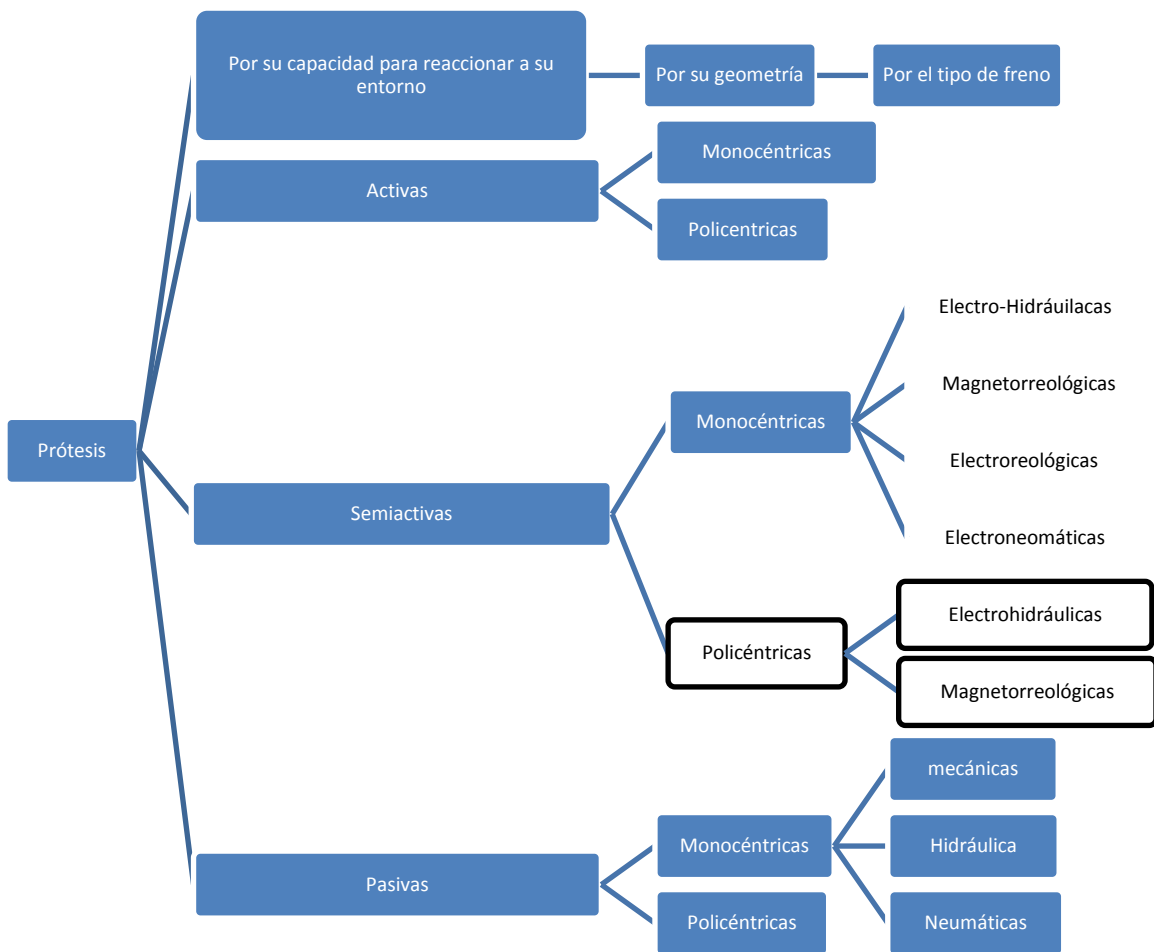 Por su capacidad para reaccionar a su
entorno
Por su geometría
Por el tipo de freno
Activas
Monocéntricas
Policentricas
Prótesis
Semiactivas
Monocéntricas
Electro-Hidráuilacas
Magnetorreológicas
Electroreológicas
Electroneomáticas
Policéntricas
Electrohidráulicas
Magnetorreológicas
Pasivas
Monocéntricas
mecánicas
Hidráulica
Neumáticas
Policéntricas